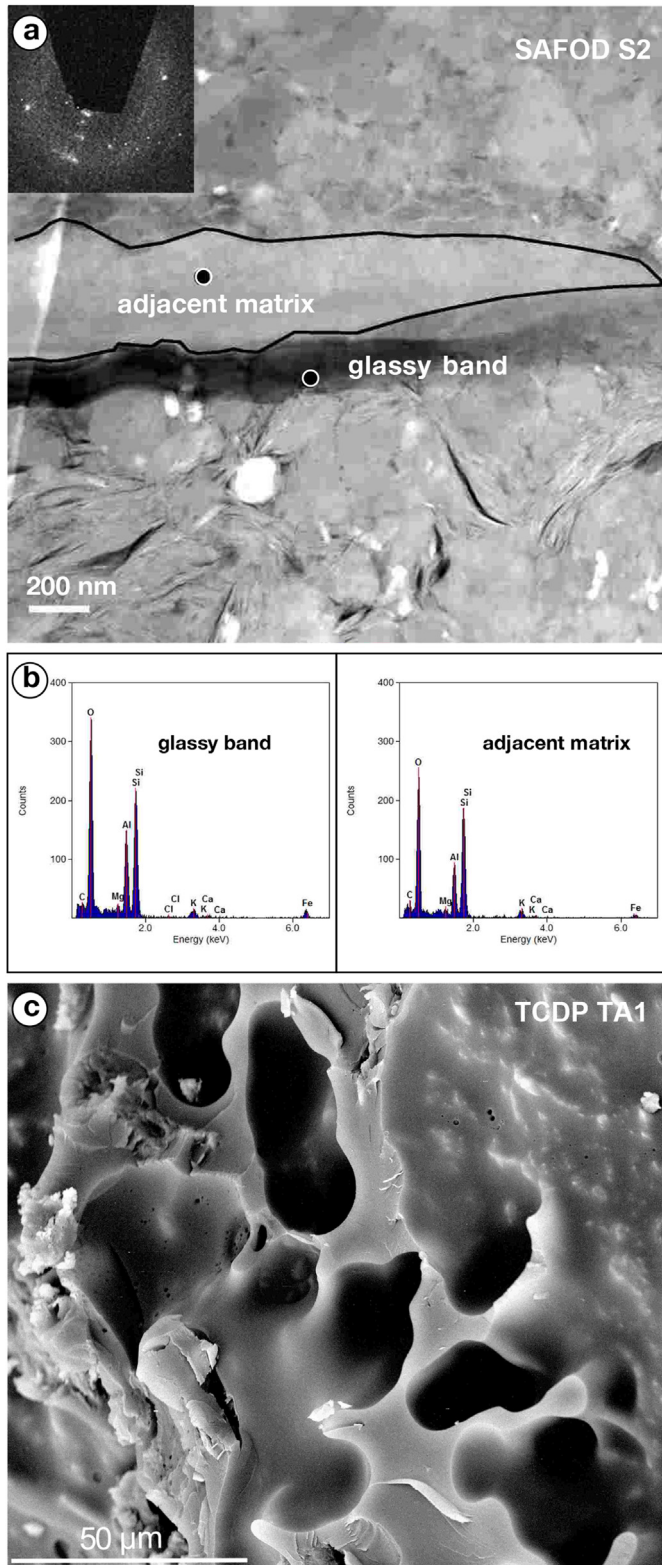 a
SAFOD S2
adjacent matrix
glassy band
200 nm
b
400
300
200
100
Counts
O
Si
Si
Al
C
Mg
Cl
Cl
K
Ca
K
Ca
Fe
2.0
4.0
6.0
Energy (keV)
glassy band
400
300
200
100
Counts
O
Si
Si
Al
C
Mg
K
Ca
K
Ca
Fe
2.0
4.0
6.0
Energy (keV)
adjacent matrix
c
TCDP TA1
50 µm